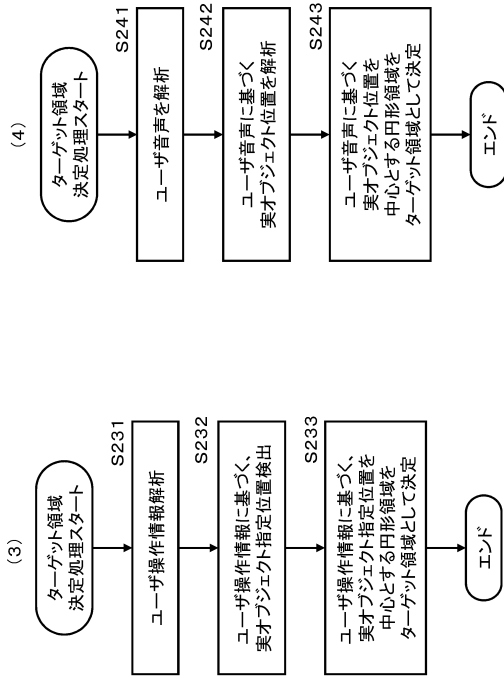 (3)
ターゲット領域
決定処理スタート
S231
ユーザ操作情報解析
S232
ユーザ操作情報に基づく、
実オブジェクト指定位置検出
S233
ユーザ操作情報に基づく、
実オブジェクト指定位置を
中心とする円形領域を
ターゲット領域として決定
エンド
(4)
ターゲット領域
決定処理スタート
S241
ユーザ音声を解析
S242
ユーザ音声に基づく
実オブジェクト位置を解析
S243
ユーザ音声に基づく
実オブジェクト位置を
中心とする円形領域を
ターゲット領域として決定
エンド